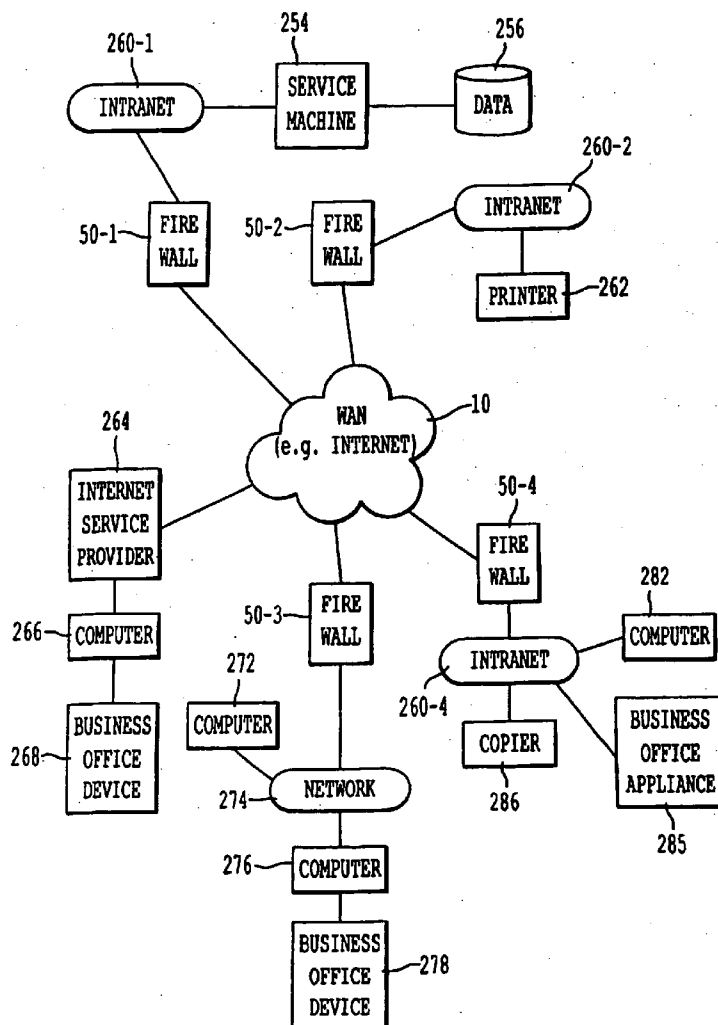 260-1
254
256
INTRANET
SERVICE
MACHINE
DATA
260-2
INTRANET
50-1
FIRE
WALL
50-2
FIRE
WALL
PRINTER
262
10
WAN
(e.g. INTERNET)
264
INTERNET
SERVICE
PROVIDER
50-4
FIRE
WALL
50-3
FIRE
WALL
282
COMPUTER
266
COMPUTER
INTRANET
260-4
272
COMPUTER
COPIER
286
BUSINESS
OFFICE
APPLIANCE
285
268
BUSINESS
OFFICE
DEVICE
NETWORK
274
276
COMPUTER
BUSINESS
OFFICE
DEVICE
278